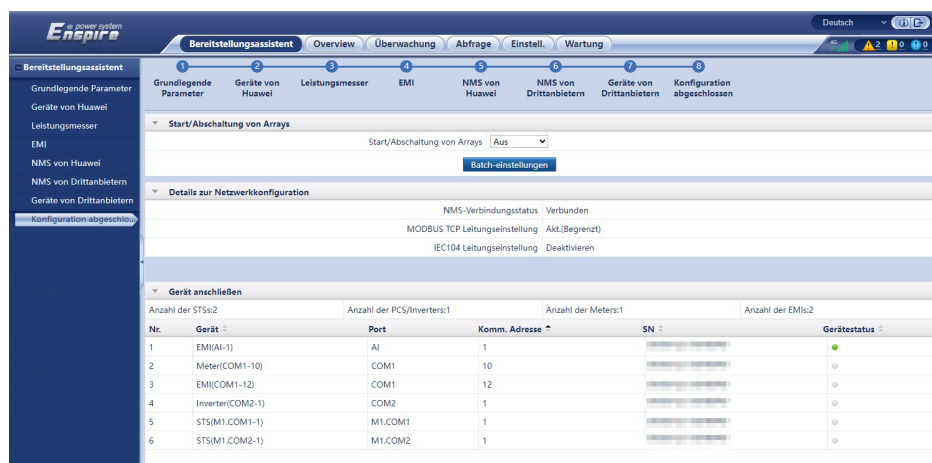 Enspire power system
Deutsch
Bereitstellungsassistent Overview Überwachung Abfrage Einstell. Wartung
4G 2 0 0
Bereitstellungsassistent
Grundlegende Parameter
Geräte von Huawei
Leistungsmesser
EMI
NMS von Huawei
NMS von Drittanbietern
Geräte von Drittanbietern
Konfiguration abgeschlo...
1 2 3 4 5 6 7 8
Grundlegende Parameter
Geräte von Huawei
Leistungsmesser
EMI
NMS von Huawei
NMS von Drittanbietern
Geräte von Drittanbietern
Konfiguration abgeschlossen
Start/Abschaltung von Arrays
Start/Abschaltung von Arrays Aus
Batch-einstellungen
Details zur Netzwerkkonfiguration
NMS-Verbindungsstatus Verbunden
MODBUS TCP Leitungseinstellung Akt.(Begrenzt)
IEC104 Leitungseinstellung Deaktivieren
Gerät anschließen
Anzahl der STSs:2 Anzahl der PCS/Inverters:1 Anzahl der Meters:1 Anzahl der EMIs:2
Nr. Gerät Port Komm. Adresse SN Gerätestatus
1 EMI(AI-1) AI 1
2 Meter(COM1-10) COM1 10
3 EMI(COM1-12) COM1 12
4 Inverter(COM2-1) COM2 1
5 STS(M1.COM1-1) M1.COM1 1
6 STS(M1.COM2-1) M1.COM2 1